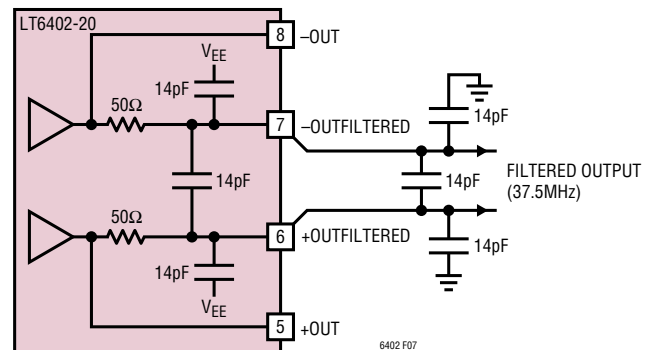 LT6402-20
8 –OUT
VEE
14pF
50Ω
7 –OUTFILTERED
14pF
14pF
14pF
FILTERED OUTPUT
(37.5MHz)
50Ω
6 +OUTFILTERED
14pF
14pF
VEE
5 +OUT
6402 F07